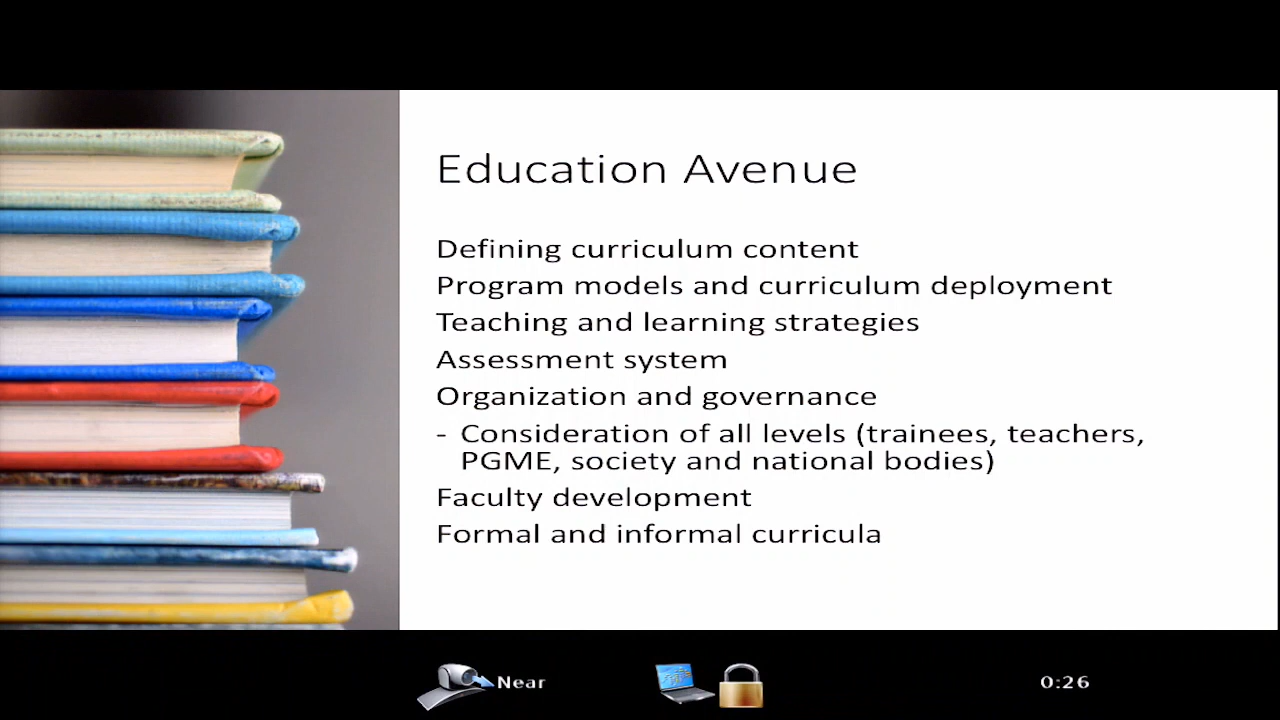 Education Avenue
Defining curriculum content
Program models and curriculum deployment
Teaching and learning strategies
Assessment system
Organization and governance
- Consideration of all levels (trainees, teachers,
PGME, society and national bodies)
Faculty development
Formal and informal curricula
Near
0:26